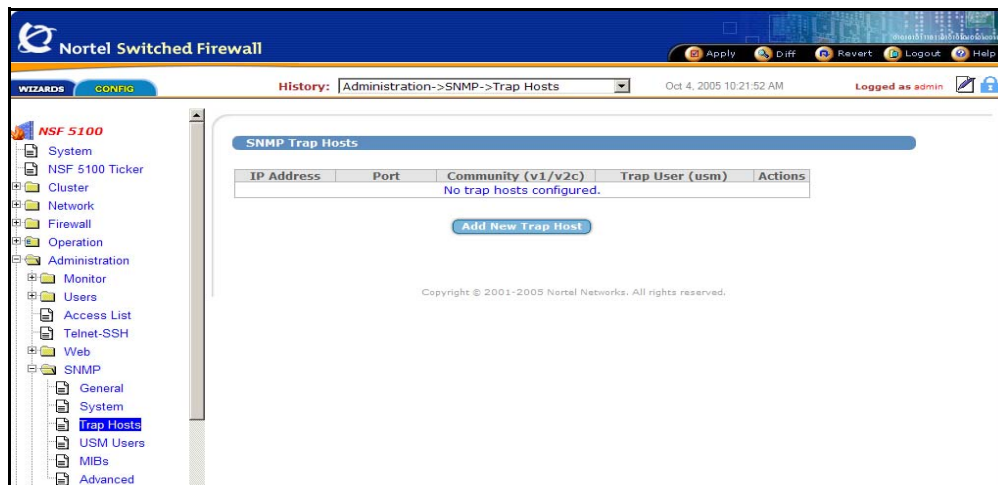 Nortel Switched Firewall
Apply Diff Revert Logout Help
WIZARDS CONFIG
History: Administration->SNMP->Trap Hosts
Oct 4, 2005 10:21:52 AM
Logged as admin
NSF 5100
System
NSF 5100 Ticker
Cluster
Network
Firewall
Operation
Administration
Monitor
Users
Access List
Telnet-SSH
Web
SNMP
General
System
Trap Hosts
USM Users
MIBs
Advanced
SNMP Trap Hosts
IP Address Port Community (v1/v2c) Trap User (usm) Actions
No trap hosts configured.
Add New Trap Host
Copyright © 2001-2005 Nortel Networks. All rights reserved.